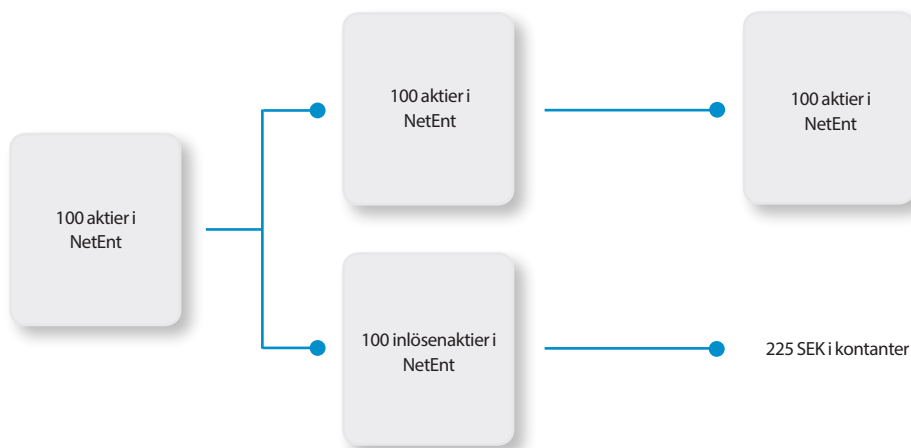 100 aktier i
NetEnt
100 aktier i
NetEnt
100 aktier i
NetEnt
100 inlösenaktier i
NetEnt
225 SEK i kontanter